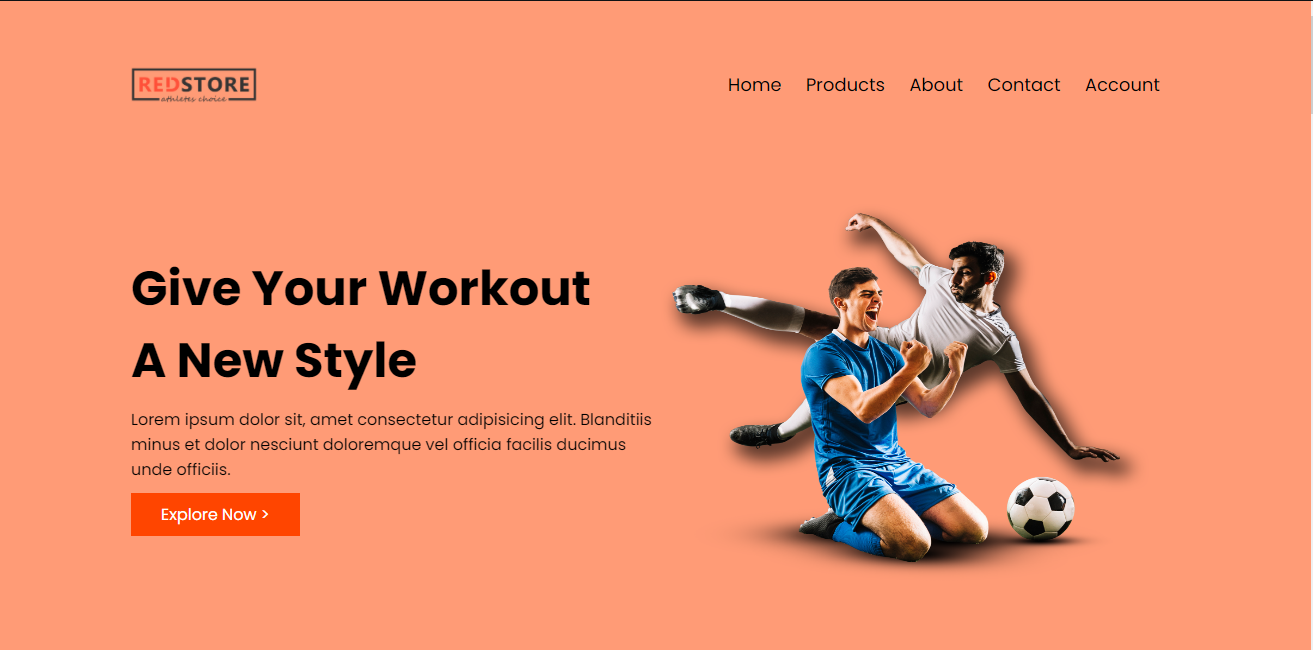 REDSTORE
athletes choice
Home Products About Contact Account
Give Your Workout
A New Style
Lorem ipsum dolor sit, amet consectetur adipisicing elit. Blanditiis
minus et dolor nesciunt doloremque vel officia facilis ducimus
unde officiis.
Explore Now >